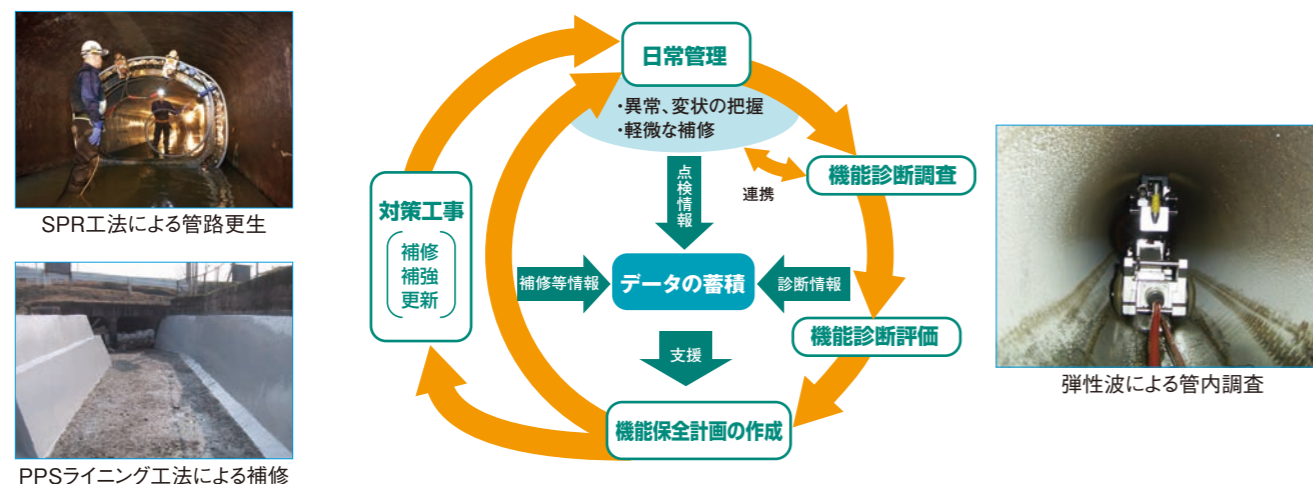 SPR工法による管路更生
PPSライニング工法による補修
日常管理
・異常、変状の把握
・軽微な補修
機能診断調査
連携
点検情報
対策工事
補修
補強
更新
補修等情報
データの蓄積
診断情報
機能診断評価
支援
機能保全計画の作成
弾性波による管内調査